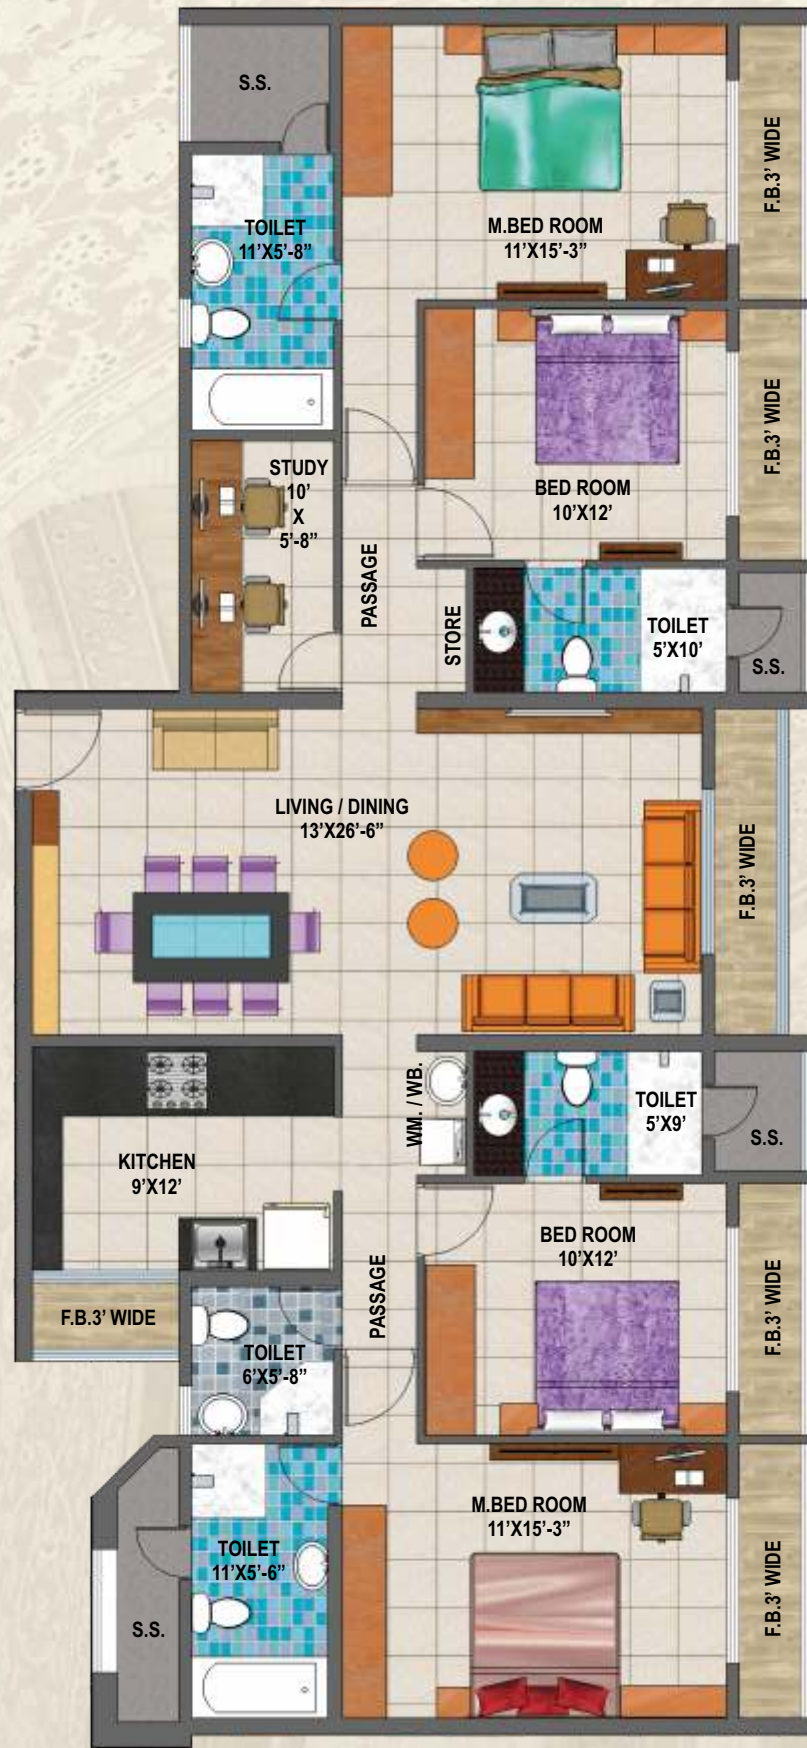 S.S.
TOILET
11’X5’-8”
M.BED ROOM
11’X15’-3”
F.B.3’ WIDE
F.B.3’ WIDE
STUDY
10’
X
5’-8”
BED ROOM
10’X12’
PASSAGE
STORE
TOILET
5’X10’
S.S.
LIVING / DINING
13’X26’-6”
F.B.3’ WIDE
WM. / WB.
TOILET
5’X9’
S.S.
KITCHEN
9’X12’
BED ROOM
10’X12’
F.B.3’ WIDE
F.B.3’ WIDE
PASSAGE
TOILET
6’X5’-8”
M.BED ROOM
11’X15’-3”
TOILET
11’X5’-6”
F.B.3’ WIDE
S.S.